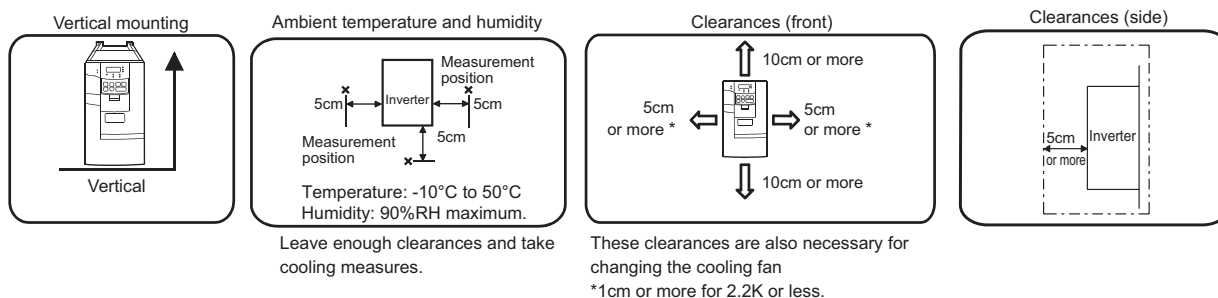 Vertical mounting
Vertical
Ambient temperature and humidity
Measurement
position
5cm
Inverter
5cm
5cm
Measurement
position
Temperature: -10°C to 50°C
Humidity: 90%RH maximum.
Leave enough clearances and take
cooling measures.
Clearances (front)
10cm or more
5cm
or more *
5cm
or more *
10cm or more
These clearances are also necessary for
changing the cooling fan
*1cm or more for 2.2K or less.
Clearances (side)
5cm
or more
Inverter